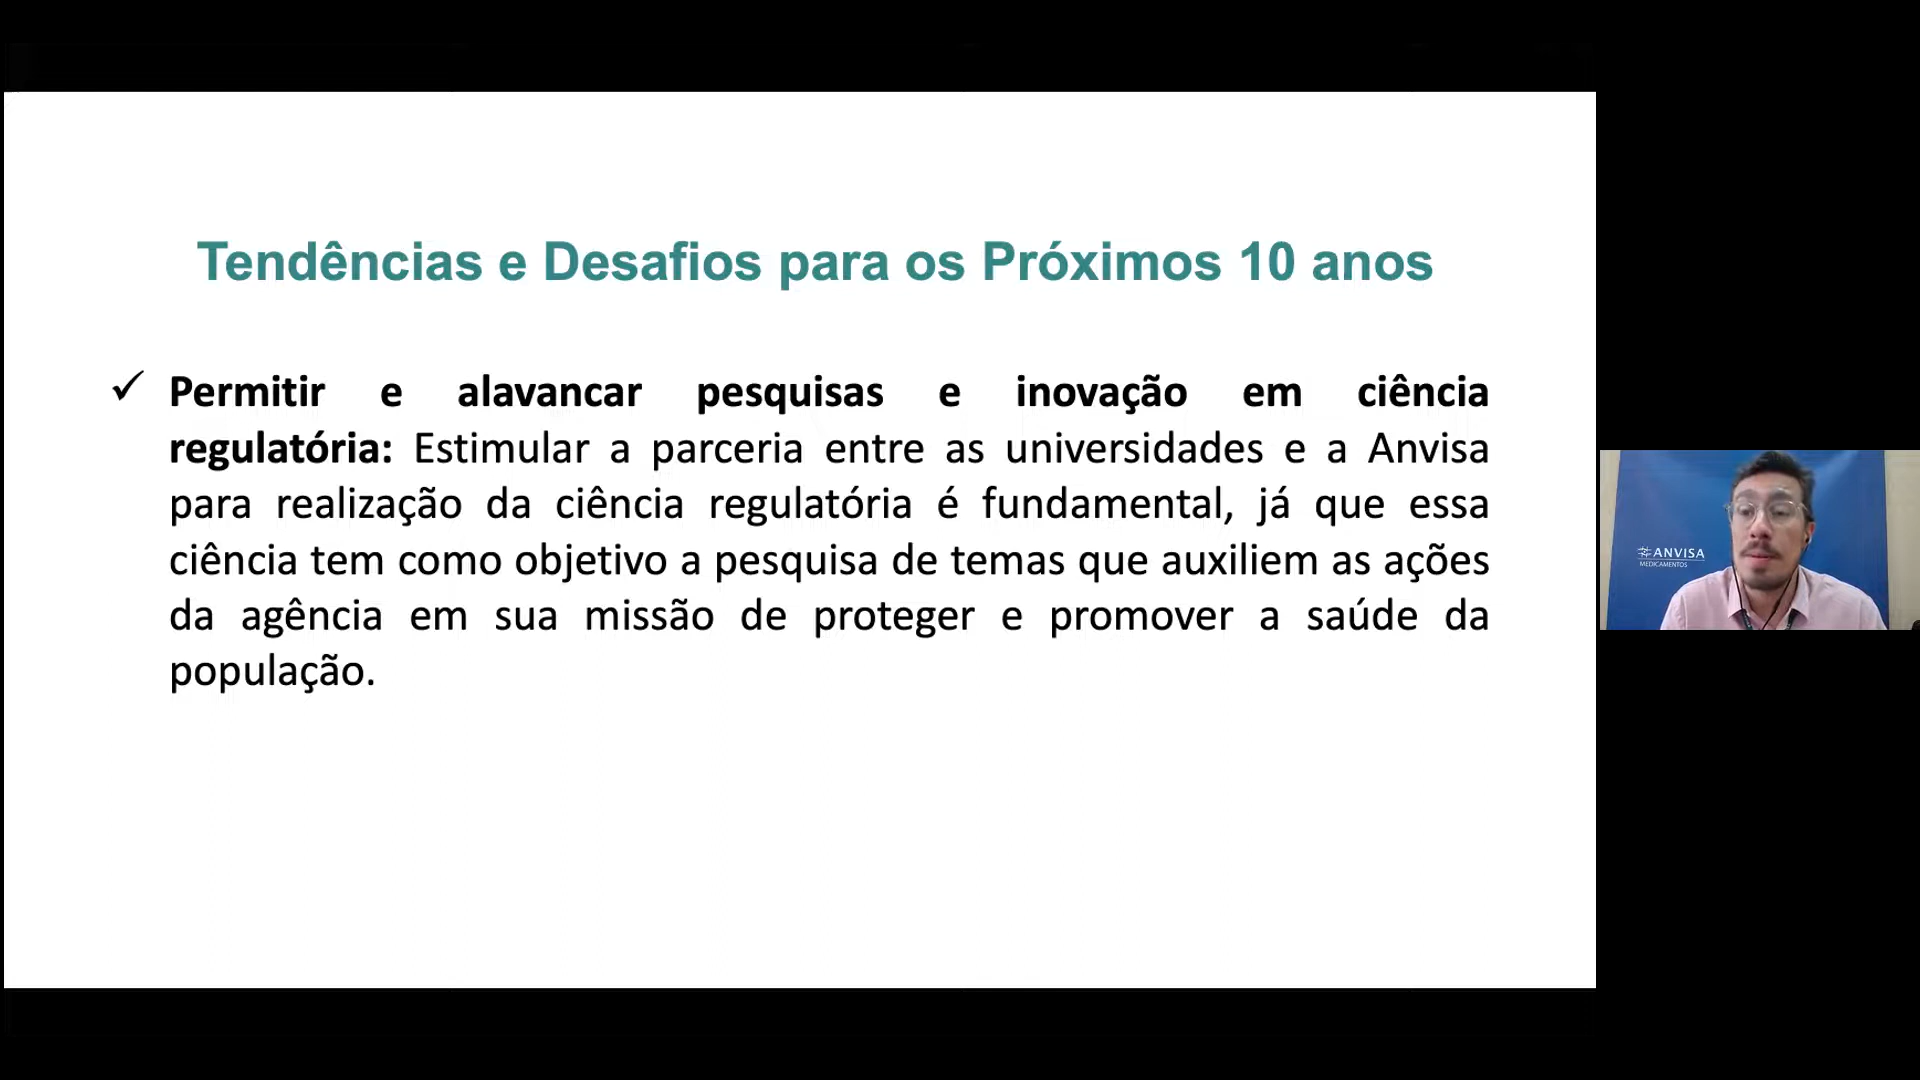 Tendências e Desafios para os Próximos 10 anos
✓ Permitir e alavancar pesquisas e inovação em ciência
regulatória: Estimular a parceria entre as universidades e a Anvisa
para realização da ciência regulatória é fundamental, já que essa
ciência tem como objetivo a pesquisa de temas que auxiliem as ações
da agência em sua missão de proteger e promover a saúde da
população.
ANVISA
MEDICAMENTOS